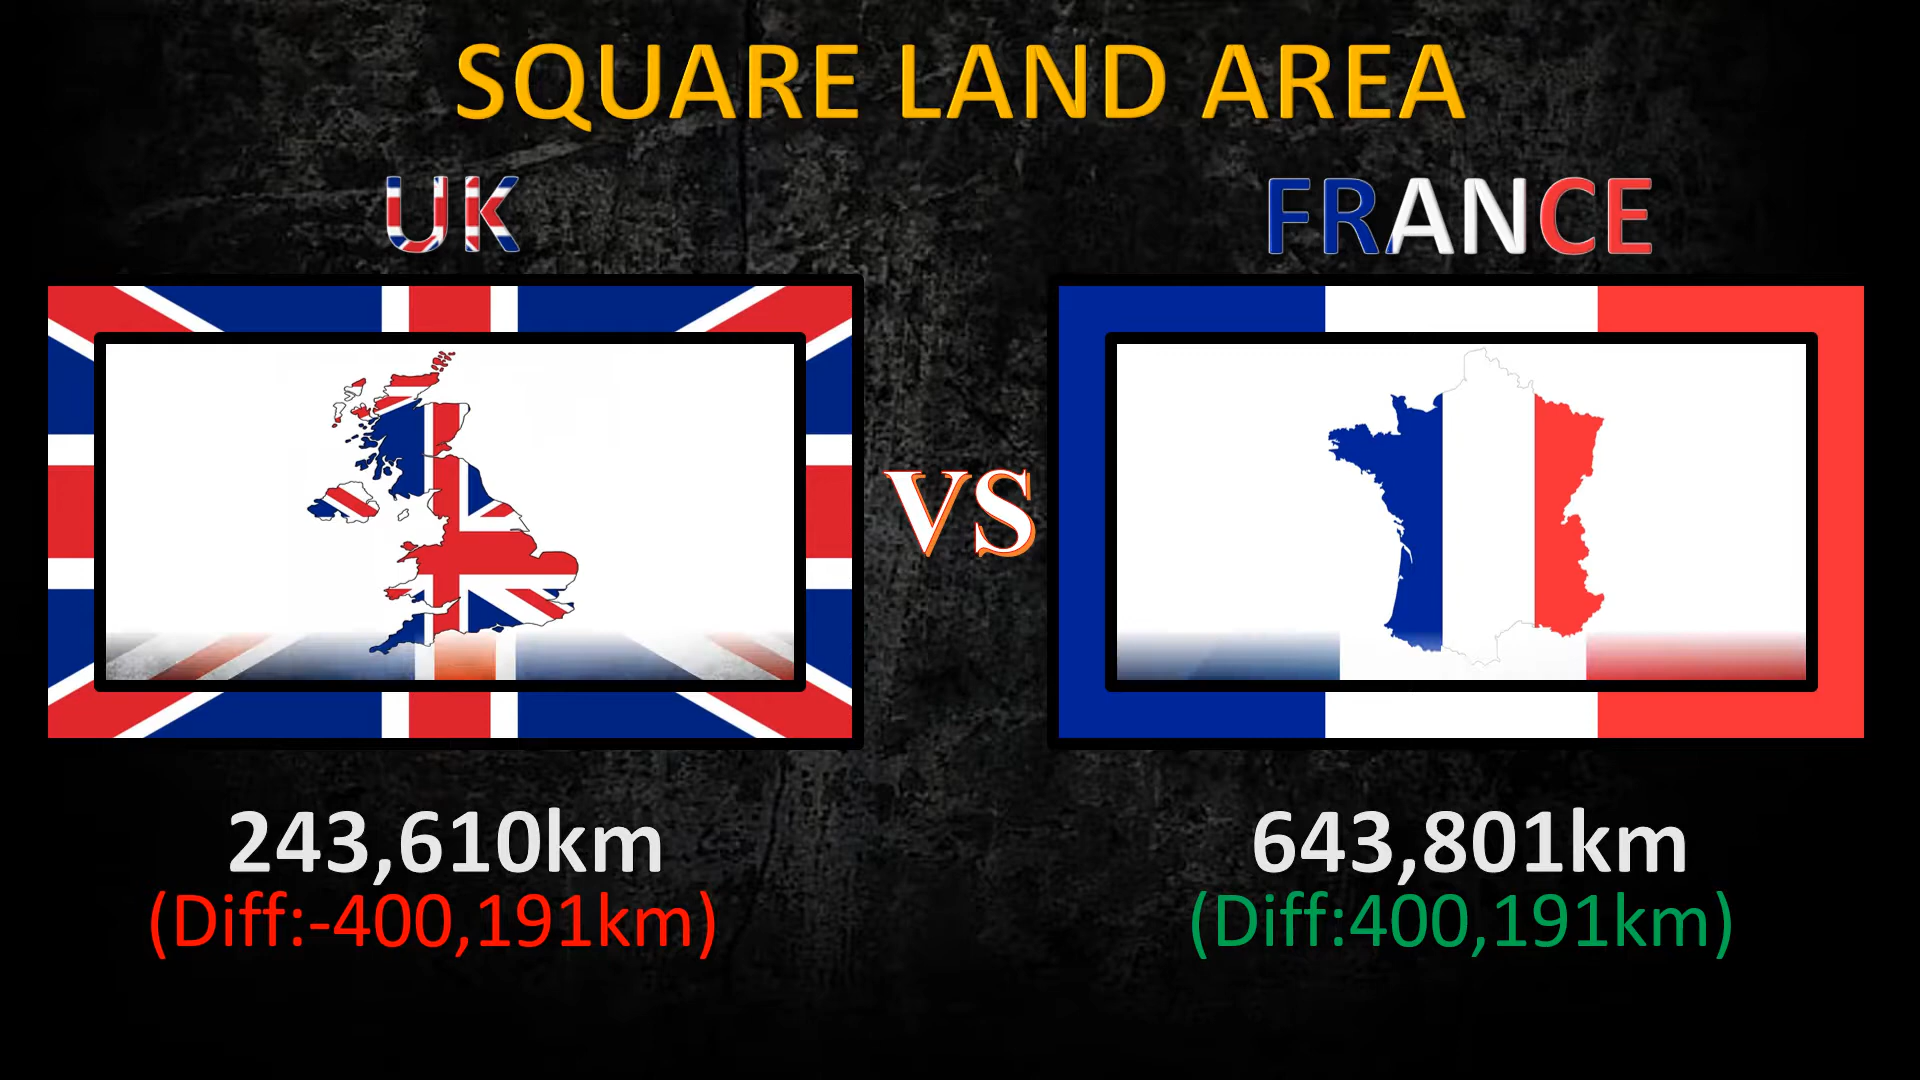 SQUARE LAND AREA
UK
FRANCE
VS
243,610km
(Diff:-400,191km)
643,801km
(Diff:400,191km)